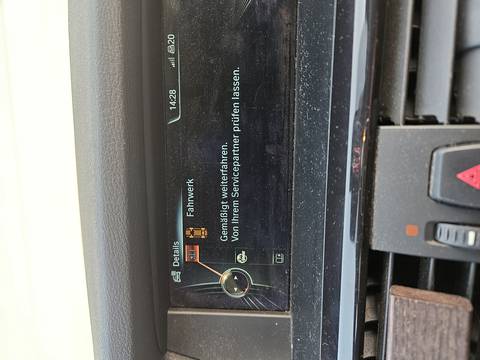 Details
14:28
20
Fahrwerk
Gemäßigt weiterfahren.
Von Ihrem Servicepartner prüfen lassen.